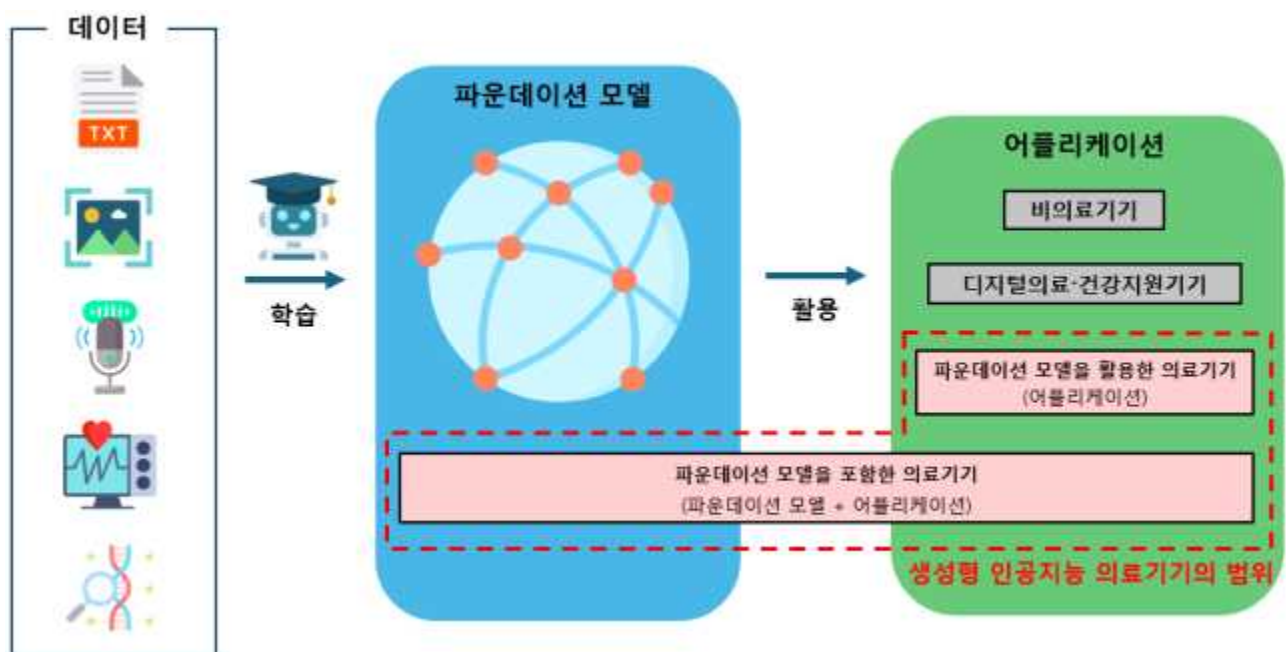 데이터
TXT
학습
파운데이션 모델
활용
어플리케이션
비의료기기
디지털의료·건강지원기기
파운데이션 모델을 활용한 의료기기
(어플리케이션)
파운데이션 모델을 포함한 의료기기
(파운데이션 모델 + 어플리케이션)
생성형 인공지능 의료기기의 범위